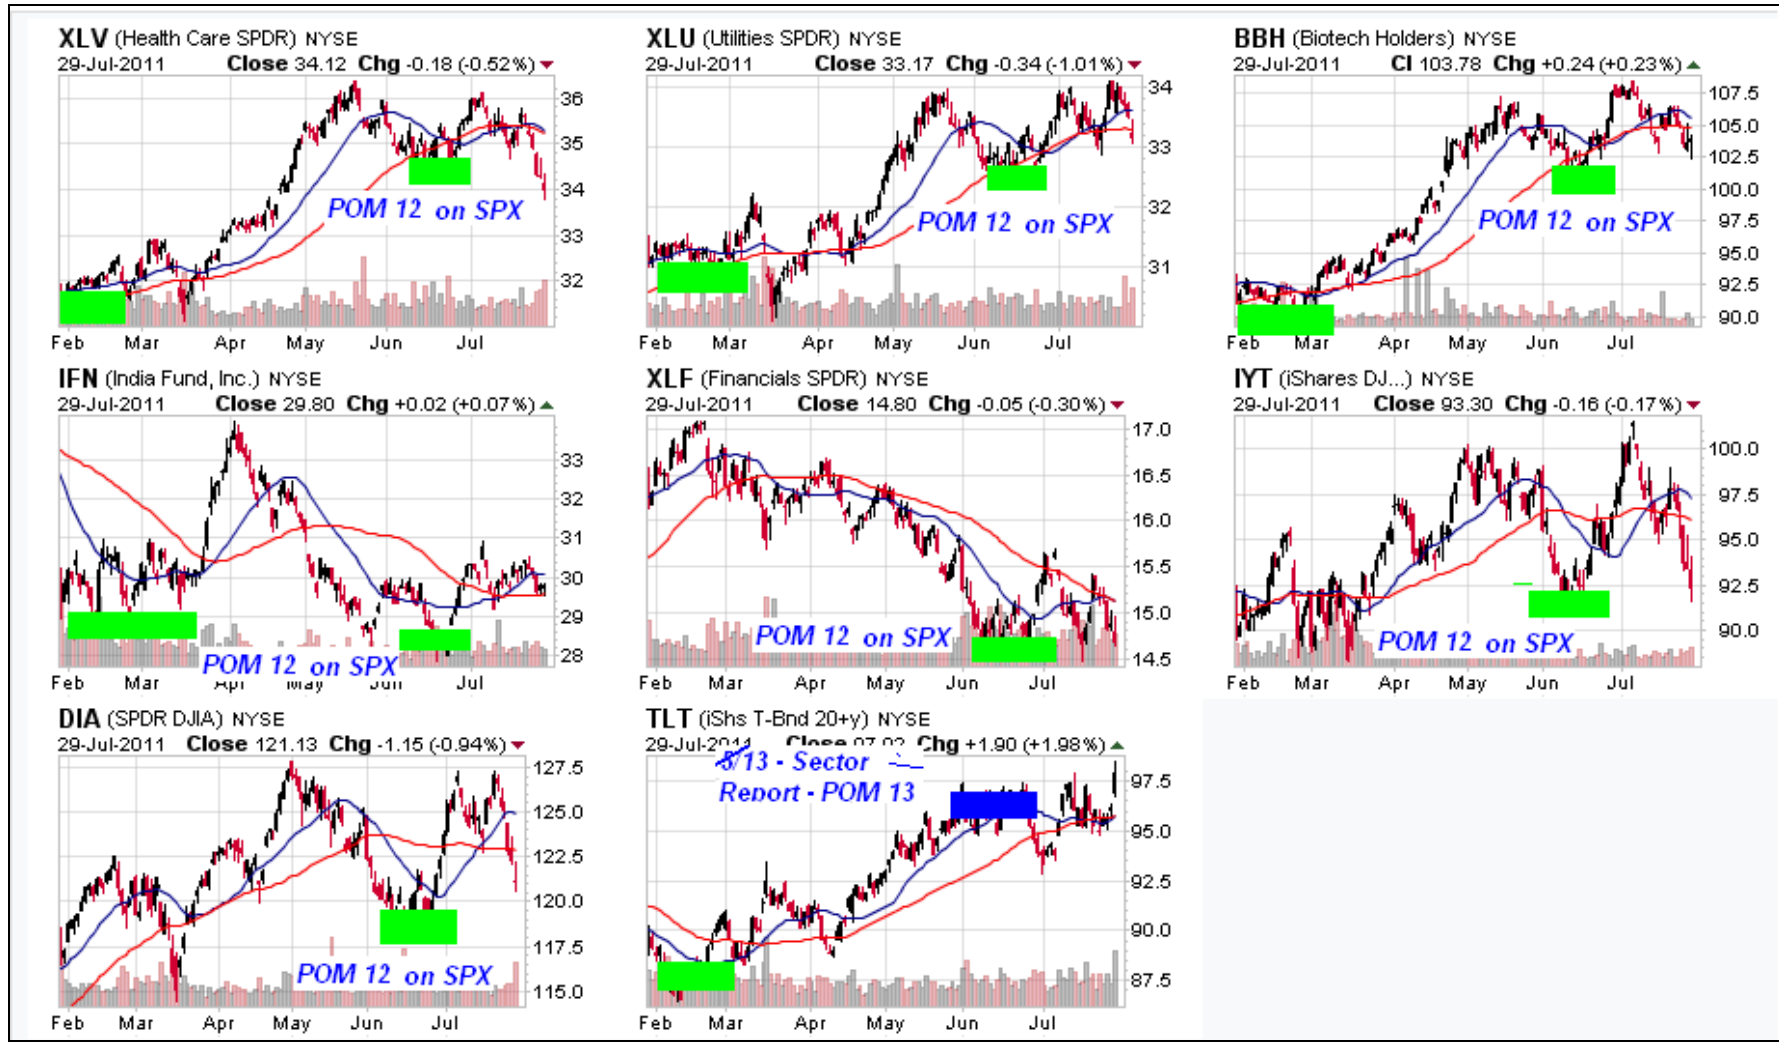 XLV (Health Care SPDR) NYSE
29-Jul-2011 Close 34.12 Chg -0.18 (-0.52%)
36
35
34
33
32
POM 12 on SPX
Feb Mar Apr May Jun Jul
XLU (Utilities SPDR) NYSE
29-Jul-2011 Close 33.17 Chg -0.34 (-1.01%)
34
33
32
31
POM 12 on SPX
Feb Mar Apr May Jun Jul
BBH (Biotech Holders) NYSE
29-Jul-2011 Cl 103.78 Chg +0.24 (+0.23%)
107.5
105.0
102.5
100.0
97.5
95.0
92.5
90.0
POM 12 on SPX
Feb Mar Apr May Jun Jul
IFN (India Fund, Inc.) NYSE
29-Jul-2011 Close 29.80 Chg +0.02 (+0.07%)
33
32
31
30
29
28
POM 12 on SPX
Feb Mar Apr May Jun Jul
XLF (Financials SPDR) NYSE
29-Jul-2011 Close 14.80 Chg -0.05 (-0.30%)
17.0
16.5
16.0
15.5
15.0
14.5
POM 12 on SPX
Feb Mar Apr May Jun Jul
IYT (iShares DJ...) NYSE
29-Jul-2011 Close 93.30 Chg -0.16 (-0.17%)
100.0
97.5
95.0
92.5
90.0
POM 12 on SPX
Feb Mar Apr May Jun Jul
DIA (SPDR DJIA) NYSE
29-Jul-2011 Close 121.13 Chg -1.15 (-0.94%)
127.5
125.0
122.5
120.0
117.5
115.0
POM 12 on SPX
Feb Mar Apr May Jun Jul
TLT (iShs T-Bnd 20+y) NYSE
29-Jul-2011 Close Chg +1.90 (+1.98%)
/13 - Sector
Report - POM 13
97.5
95.0
92.5
90.0
87.5
Feb Mar Apr May Jun Jul